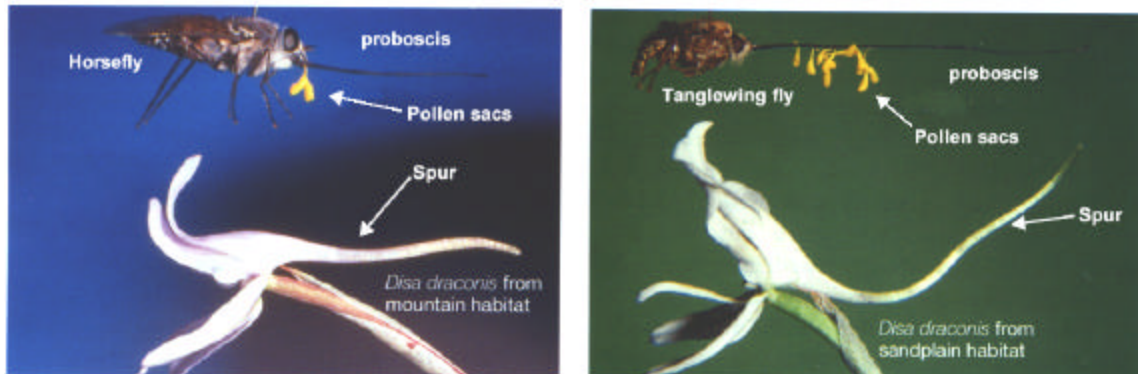 proboscis
Horsefly
Pollen sacs
Spur
Disa draconis from
mountain habitat
proboscis
Tanglewing fly
Pollen sacs
Spur
Disa draconis from
sandplain habitat